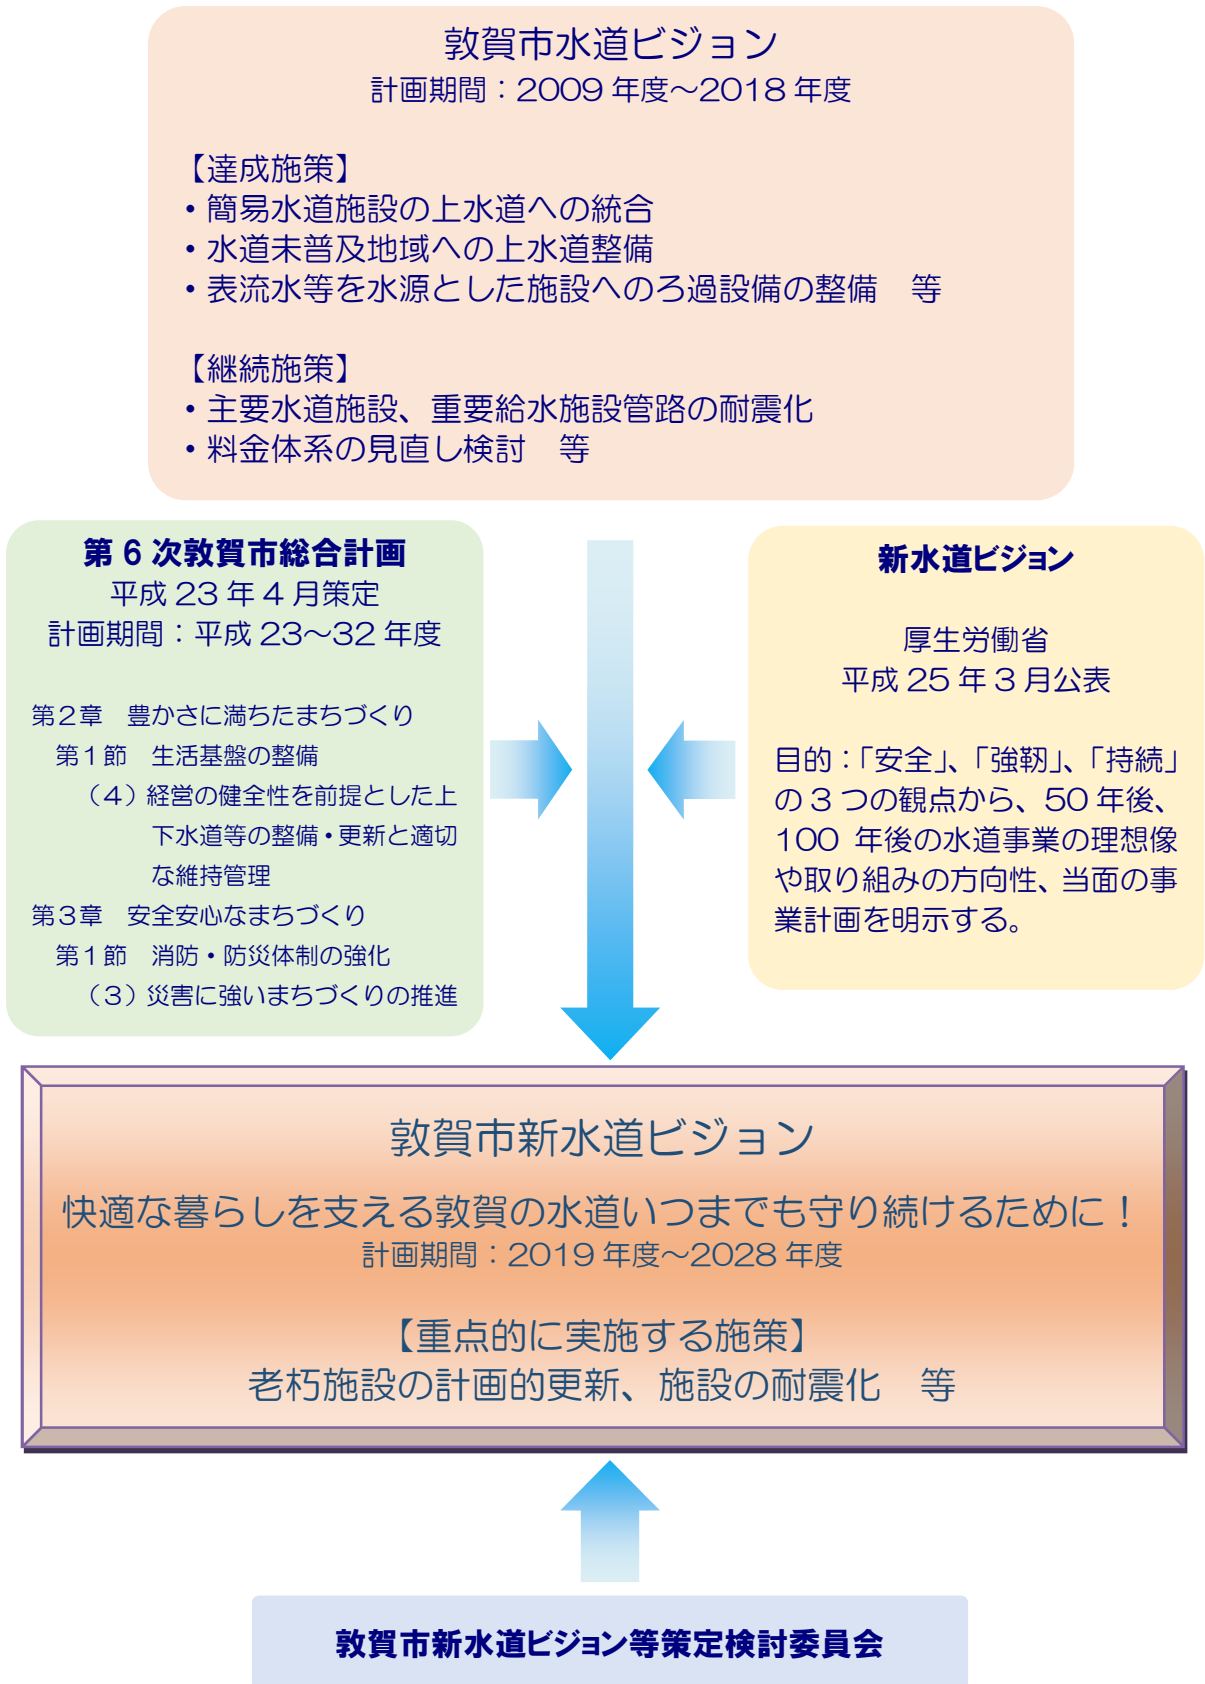 敦賀市水道ビジョン
計画期間：2009 年度～2018 年度
【達成施策】
・簡易水道施設の上水道への統合
・水道未普及地域への上水道整備
・表流水等を水源とした施設へのろ過設備の整備　等
【継続施策】
・主要水道施設、重要給水施設管路の耐震化
・料金体系の見直し検討　等
第 6 次敦賀市総合計画
平成 23 年 4 月策定
計画期間：平成 23～32 年度
第２章　豊かさに満ちたまちづくり
第１節　生活基盤の整備
（４）経営の健全性を前提とした上
下水道等の整備・更新と適切
な維持管理
第３章　安全安心なまちづくり
第１節　消防・防災体制の強化
（３）災害に強いまちづくりの推進
新水道ビジョン
厚生労働省
平成 25 年 3 月公表
目的：「安全」、「強靭」、「持続」
の 3 つの観点から、50 年後、
100 年後の水道事業の理想像
や取り組みの方向性、当面の事
業計画を明示する。
敦賀市新水道ビジョン
快適な暮らしを支える敦賀の水道いつまでも守り続けるために！
計画期間：2019 年度～2028 年度
【重点的に実施する施策】
老朽施設の計画的更新、施設の耐震化　等
敦賀市新水道ビジョン等策定検討委員会